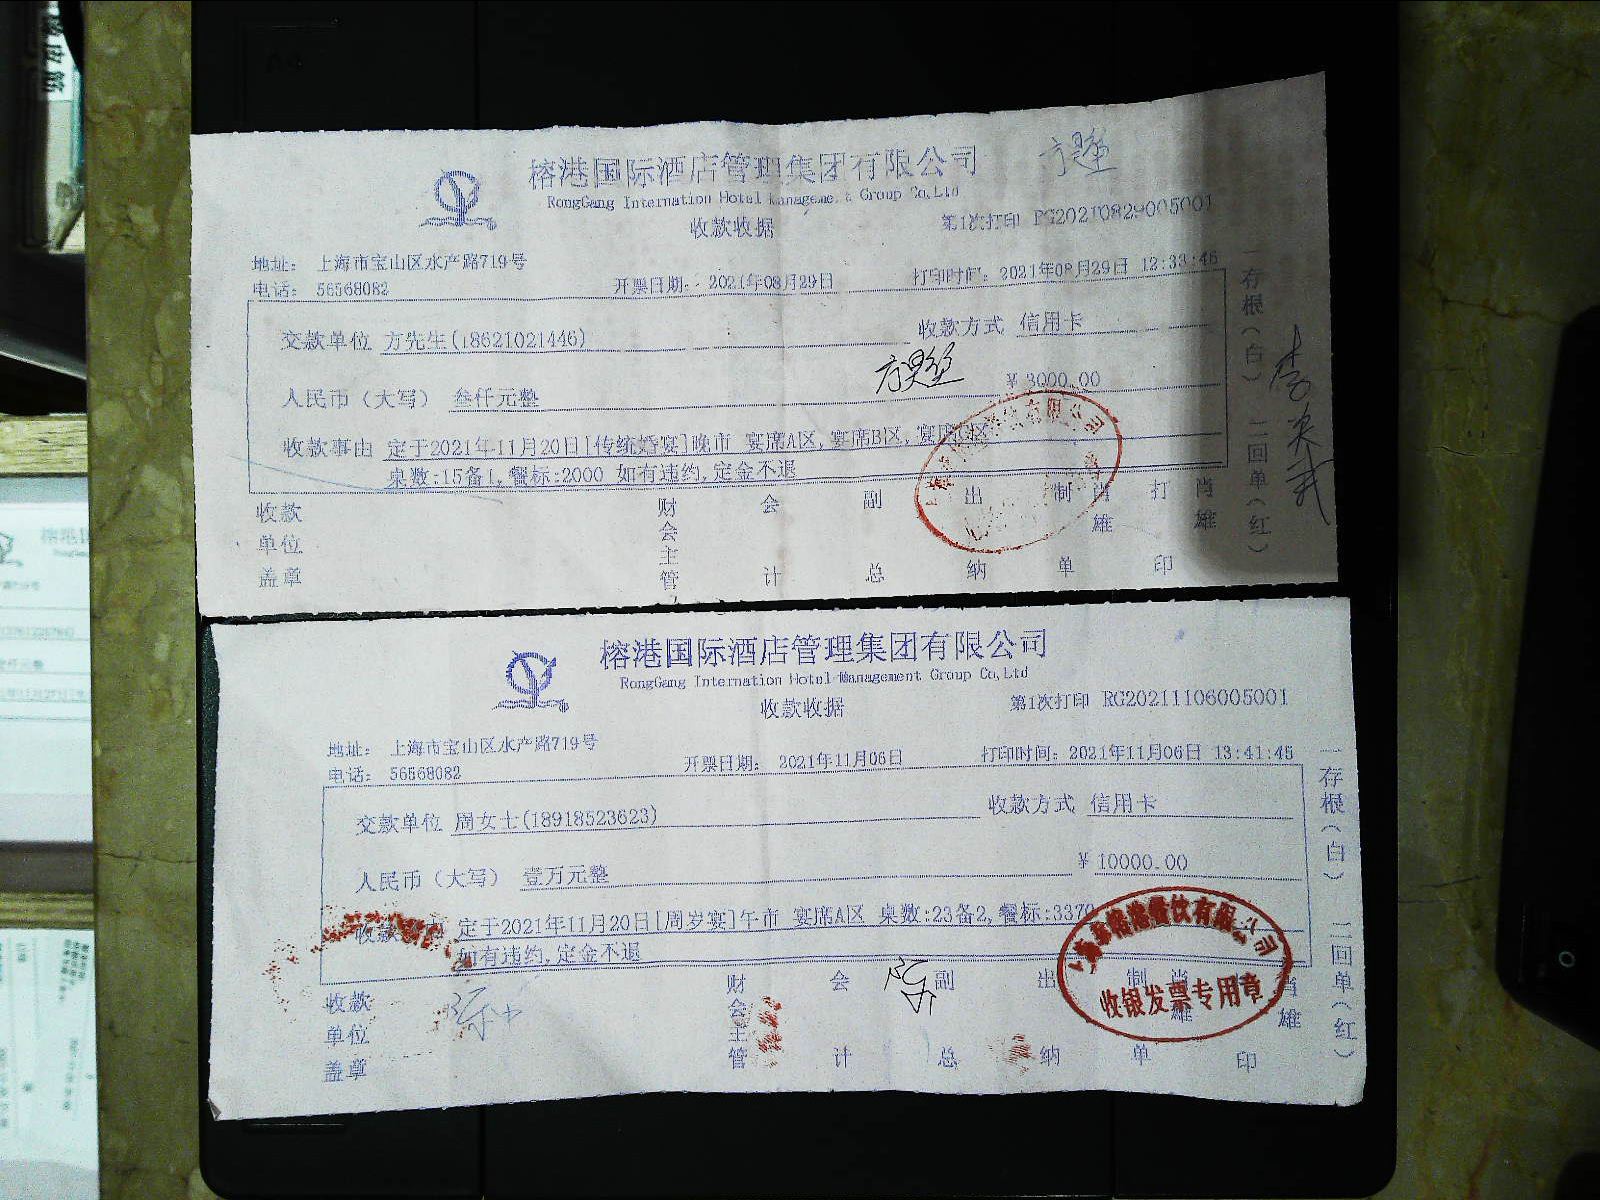 榕港国际酒店管理集团有限公司
RongGang Internation Hotel Management Group Co,Ltd
收款收据
第1次打印 RG20210829005001
地址: 上海市宝山区水产路719号
电话: 56568082
开票日期: 2021年08月29日
打印时间: 2021年08月29日 12:33:46
交款单位 方先生(18621021446)
收款方式 信用卡
人民币（大写） 叁仟元整
¥ 3000.00
收款事由 定于2021年11月20日[传统婚宴]晚市 宴席A区,宴席B区,宴席C区
桌数:15备1,餐标:2000 如有违约,定金不退
收款单位盖章
财会主管
会计
副总
出纳
制单 肖雄
打印 肖雄
一存根(白) 二回单(红)
榕港国际酒店管理集团有限公司
RongGang Internation Hotel Management Group Co,Ltd
收款收据
第1次打印 RG20211106005001
地址: 上海市宝山区水产路719号
电话: 56568082
开票日期: 2021年11月06日
打印时间: 2021年11月06日 13:41:45
交款单位 周女士(18918523623)
收款方式 信用卡
人民币（大写） 壹万元整
¥ 10000.00
收款 定于2021年11月20日[周岁宴]午市 宴席A区 桌数:23备2,餐标:3370
如有违约,定金不退
收款单位盖章
财会主管
会计
副总
出纳
制单 肖雄
印 肖雄
收银发票专用章
一存根(白) 二回单(红)